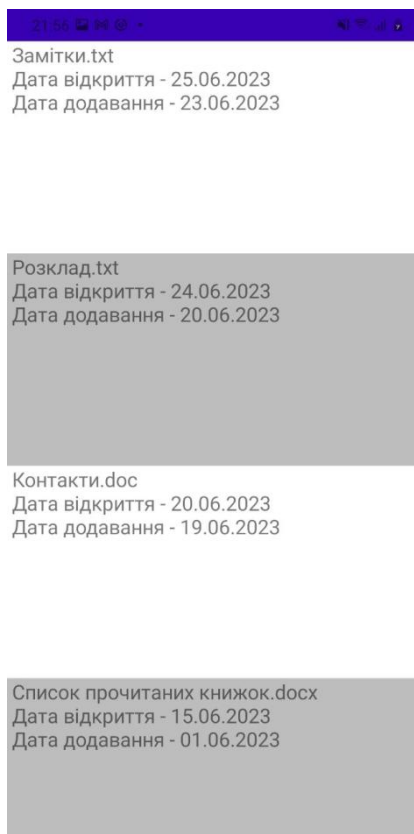 21:56
Замітки.txt
Дата відкриття - 25.06.2023
Дата додавання - 23.06.2023
Розклад.txt
Дата відкриття - 24.06.2023
Дата додавання - 20.06.2023
Контакти.doc
Дата відкриття - 20.06.2023
Дата додавання - 19.06.2023
Список прочитаних книжок.docx
Дата відкриття - 15.06.2023
Дата додавання - 01.06.2023